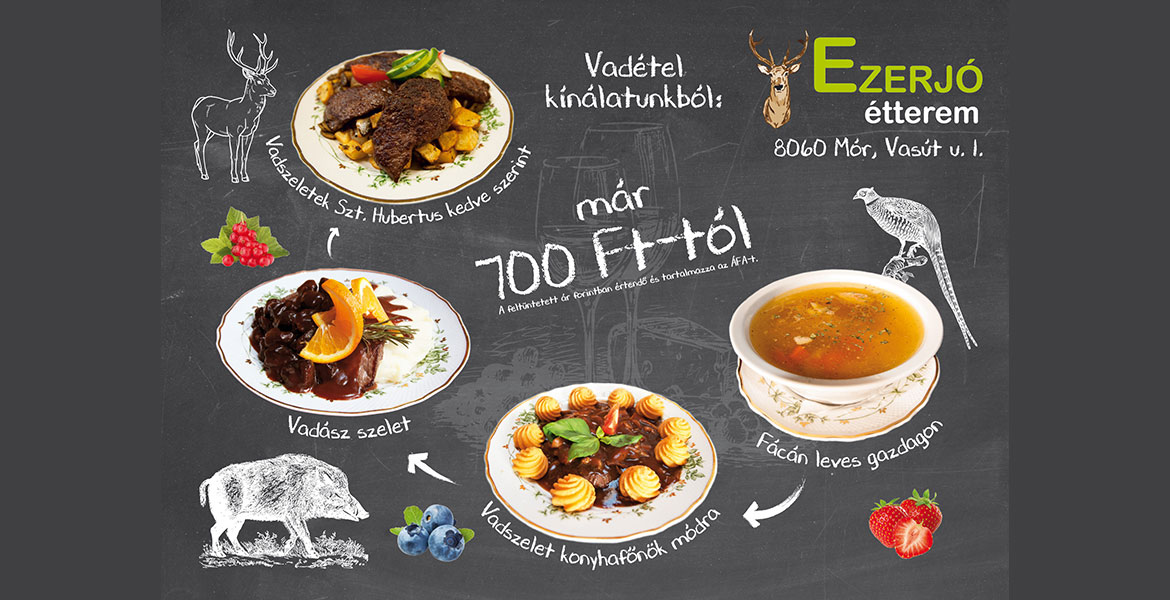 Vadétel
kínálatunkból:
EZERJÓ
étterem
8060 Mór, Vasút u. 1.
Vadszeletek Szt. Hubertus kedve szerint
már
700 Ft-tól
A feltüntetett ár forintban értendő és tartalmazza az ÁFA-t.
Vadász szelet
Fácán leves gazdagon
Vadszelet konyhafőnök módra